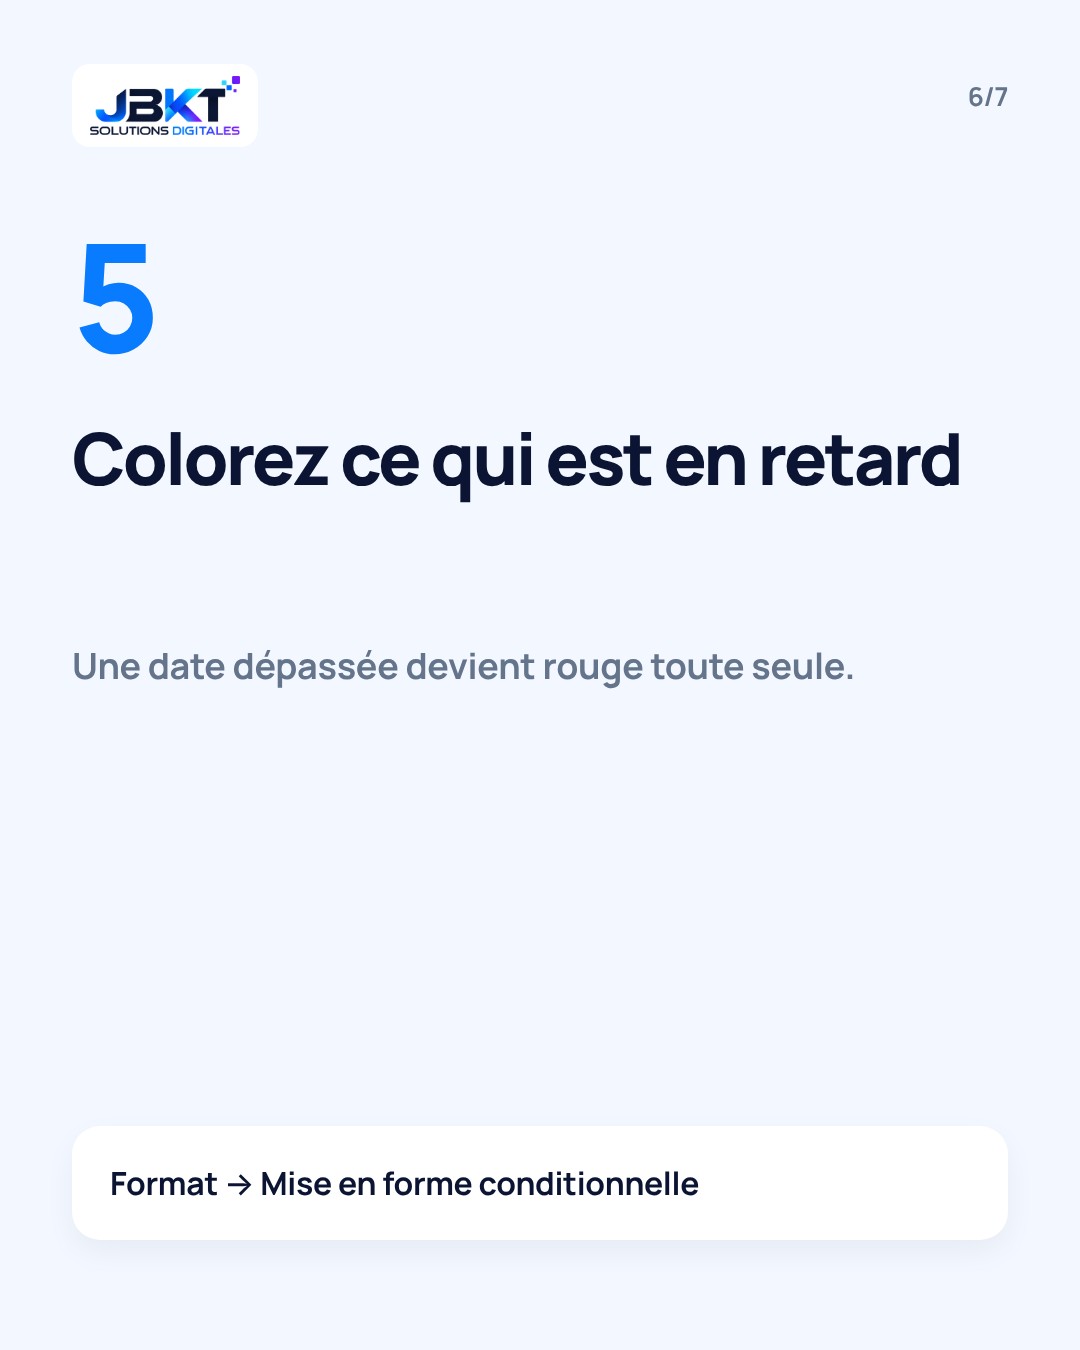 JBKT
SOLUTIONS DIGITALES
6/7
5
Colorez ce qui est en retard
Une date dépassée devient rouge toute seule.
Format → Mise en forme conditionnelle